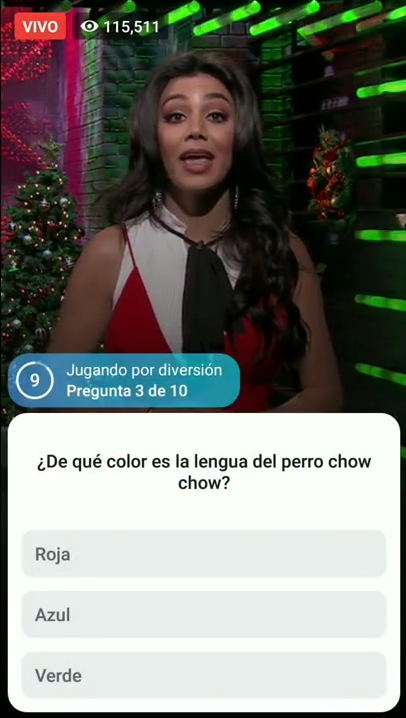 VIVO 115,511
9
Jugando por diversión
Pregunta 3 de 10
¿De qué color es la lengua del perro chow
chow?
Roja
Azul
Verde